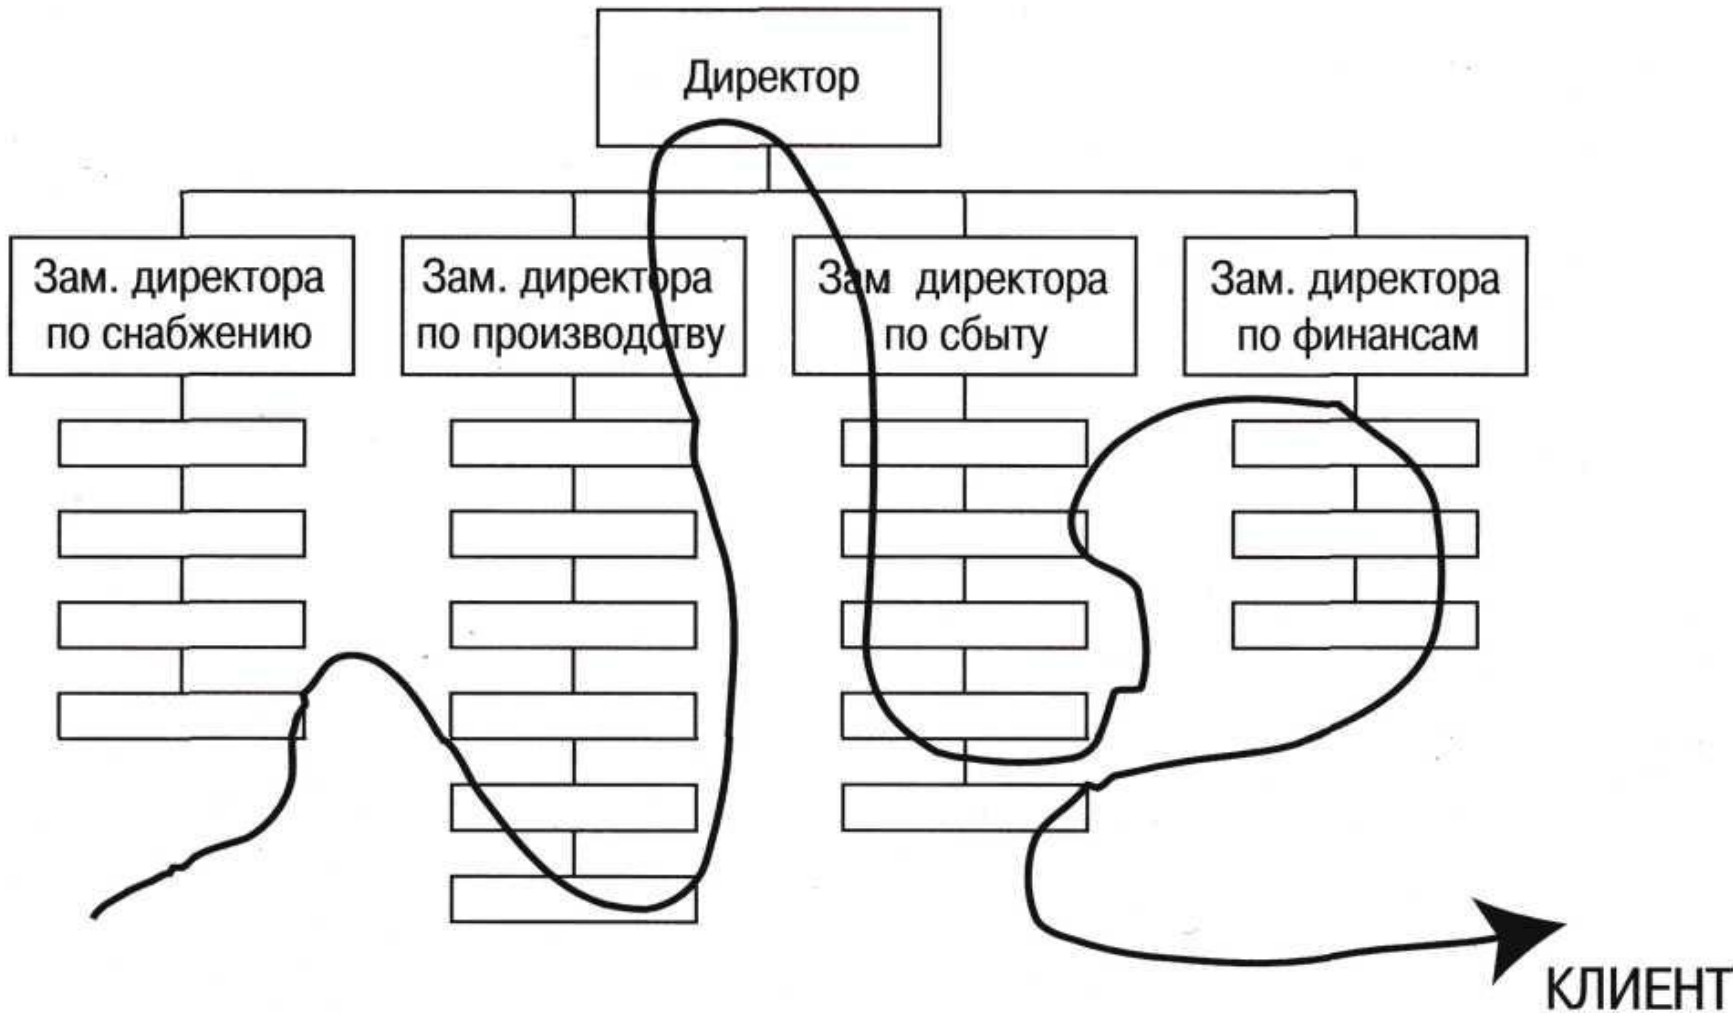 Директор
Зам. директора
по снабжению
Зам. директора
по производству
Зам директора
по сбыту
Зам. директора
по финансам
КЛИЕНТ